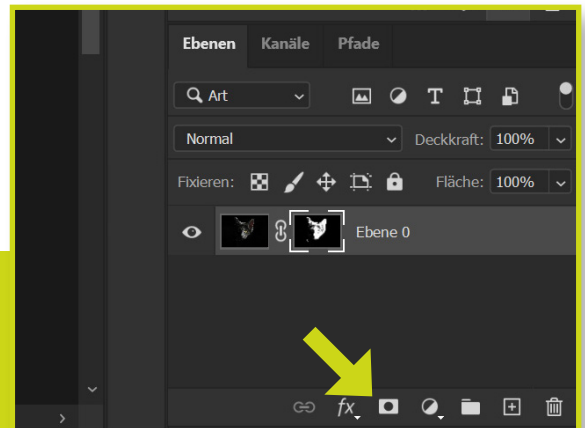 Ebenen Kanäle Pfade
Art
Normal Deckkraft: 100%
Fixieren: Fläche: 100%
Ebene 0
fx